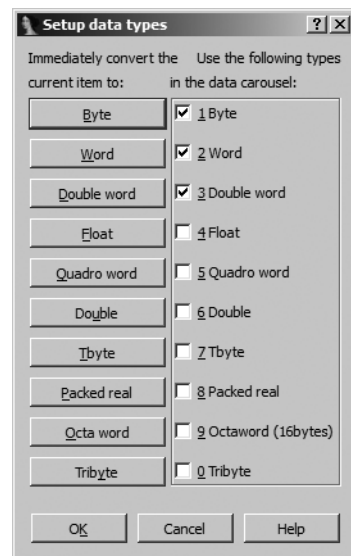 Setup data types
Immediately convert the Use the following types
current item to: in the data carousel:
Byte 1 Byte
Word 2 Word
Double word 3 Double word
Float 4 Float
Quadro word 5 Quadro word
Double 6 Double
Tbyte 7 Tbyte
Packed real 8 Packed real
Octa word 9 Octaword (16bytes)
Tribyte 0 Tribyte
OK Cancel Help